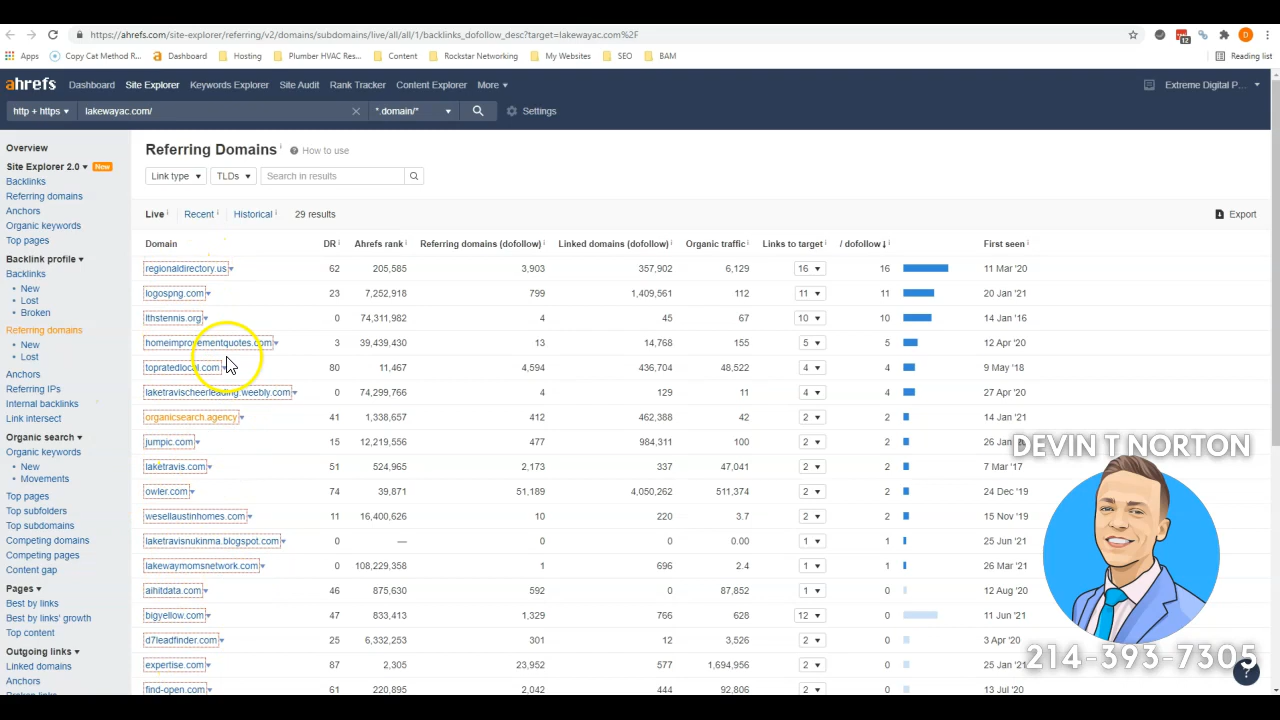 https://ahrefs.com/site-explorer/referring/v2/domains/subdomains/live/all/all/1/backlinks_dofollow_desc?target=lakewayac.com%2F
12
D
Apps Copy Cat Method R... Dashboard Hosting Plumber HVAC Res... Content Rockstar Networking My Websites SEO BAM Reading list
ahrefs Dashboard Site Explorer Keywords Explorer Rank Tracker Site Audit Content Explorer More Extreme Digital P...
http + https lakewayac.com/ *.domain/* Settings
Overview
Site Explorer 2.0 New
Backlinks
Referring domains
Anchors
Organic keywords
Top pages
Backlink profile
Backlinks
• New
• Lost
• Broken
Referring domains
• New
• Lost
Anchors
Referring IPs
Internal backlinks
Link intersect
Organic search
Organic keywords
• New
• Movements
Top pages
Top subfolders
Top subdomains
Competing domains
Competing pages
Content gap
Pages
Best by links
Best by links' growth
Top content
Outgoing links
Linked domains
Anchors
Broken links
Referring Domains i ? How to use
Link type TLDs Search in results
Live i Recent i Historical i 29 results Export
Domain DR i Ahrefs rank i Referring domains (dofollow) i Linked domains (dofollow) i Organic traffic i Links to target i / dofollow ↓ i First seen i
regionaldirectory.us 62 205,585 3,903 357,902 6,129 16 16 11 Mar '20
logospng.com 23 7,252,918 799 1,409,561 112 11 11 20 Jan '21
lthstennis.org 0 74,311,982 4 45 67 10 10 14 Jan '16
homeimprovementquotes.com 3 39,439,430 13 14,768 155 5 5 12 Apr '20
topratedlocal.com 80 11,467 4,594 436,704 48,522 4 4 9 May '18
laketravischeerleading.weebly.com 0 74,299,766 4 129 11 4 4 27 Apr '20
organicsearch.agency 41 1,338,657 412 462,388 42 2 2 14 Jan '21
jumpic.com 15 12,219,556 477 984,311 100 2 2 26 Jan
laketravis.com 51 524,965 2,173 337 47,041 2 2 7 Mar '17
owler.com 74 39,871 51,189 4,050,262 511,374 2 2 24 Dec '19
wesellaustinhomes.com 11 16,400,626 10 220 3.7 2 2 15 Nov '19
laketravisnukinma.blogspot.com 0 — 0 0 0.00 1 1 25 Jun '21
lakewaymomsnetwork.com 0 108,229,358 1 696 2.4 1 1 26 Mar '21
aihitdata.com 46 875,630 592 0 87,852 1 0 12 Aug '20
bigyellow.com 47 833,413 1,329 766 628 12 0 11 Jun '21
d7leadfinder.com 25 6,332,253 301 12 3,526 2 0 3 Apr '20
expertise.com 87 2,305 23,952 577 1,694,956 2 0 25 Jan '21
find-open.com 61 220,895 2,042 444 92,806 2 0 13 Jul '20
DEVIN T NORTON
214-393-7305
?